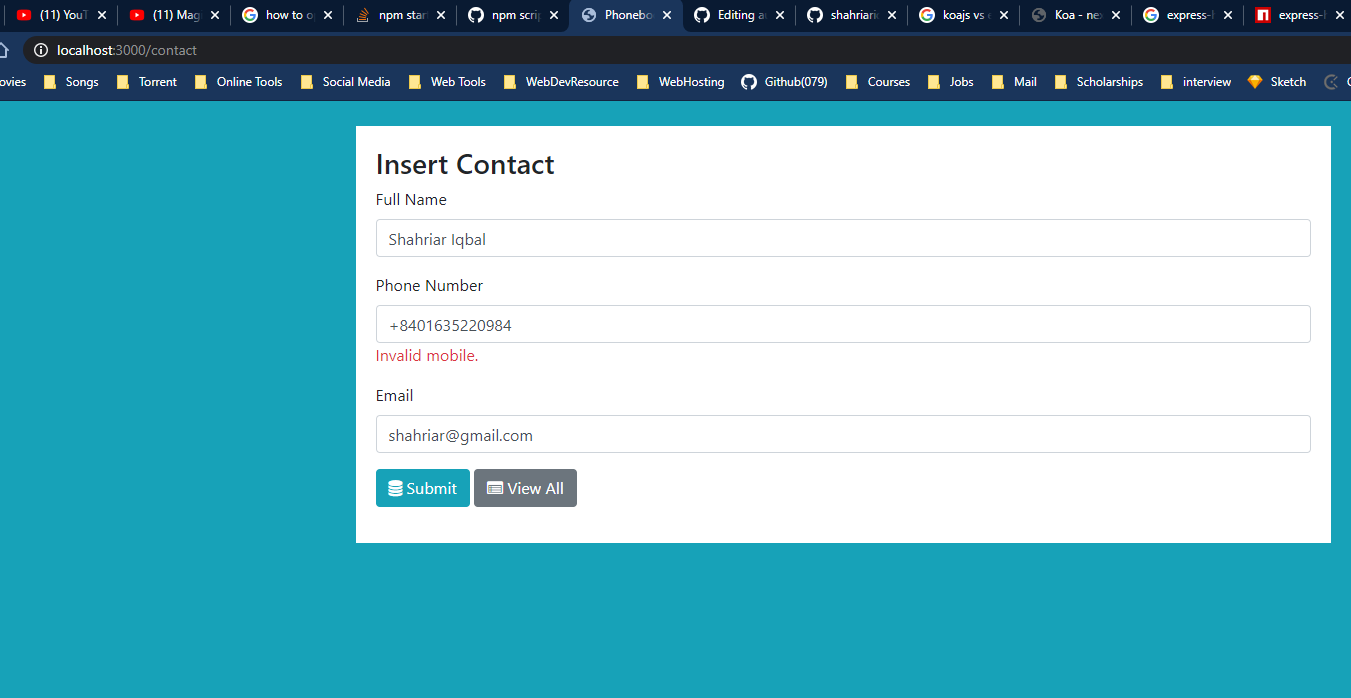 (11) YouT (11) Mag how to o npm star npm scrip Phonebo Editing a shahriari koajs vs e Koa - ne express- express-
localhost:3000/contact
ovies Songs Torrent Online Tools Social Media Web Tools WebDevResource WebHosting Github(079) Courses Jobs Mail Scholarships interview Sketch
Insert Contact
Full Name
Shahriar Iqbal
Phone Number
+8401635220984
Invalid mobile.
Email
shahriar@gmail.com
Submit View All